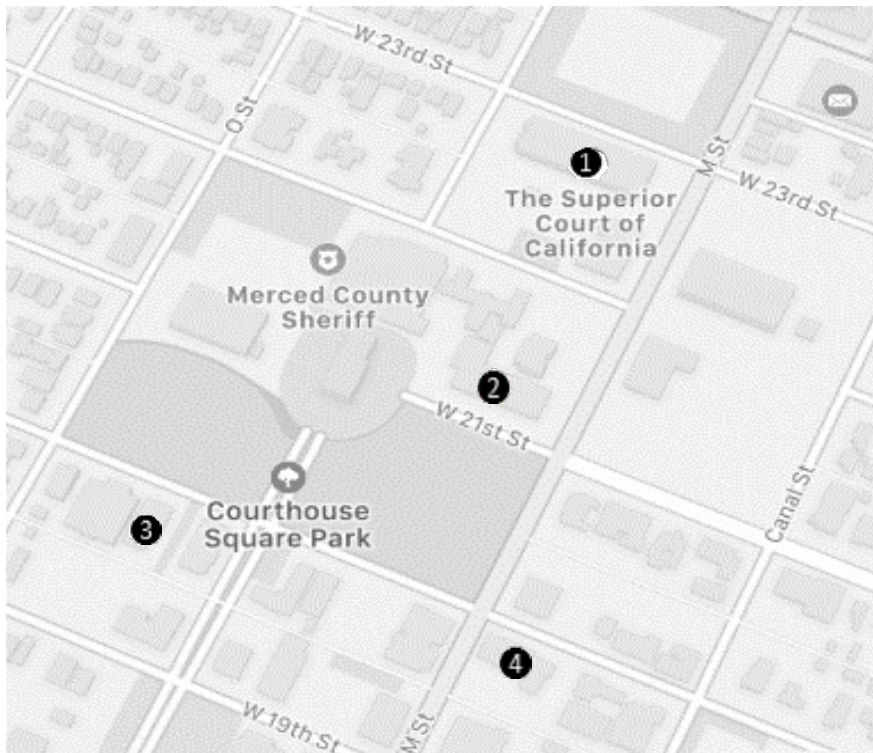 W 23rd St
O St
1
M St
W 23rd St
The Superior
Court of
California
Merced County
Sheriff
2
W 21st St
Courthouse
Square Park
3
Canal St
4
W 19th St
M St